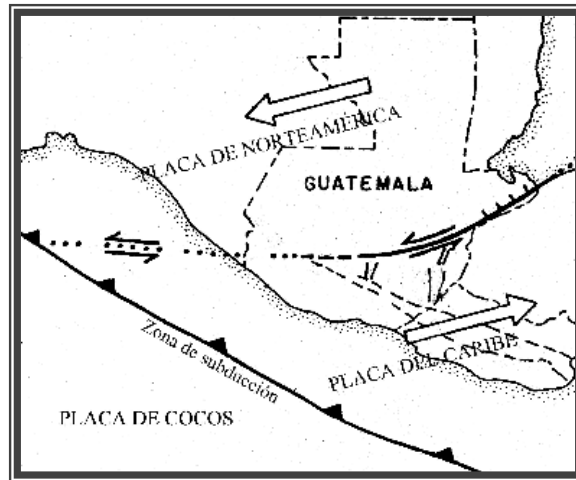 PLACA DE NORTEAMÉRICA
GUATEMALA
Zona de subducción
PLACA DEL CARIBE
PLACA DE COCOS